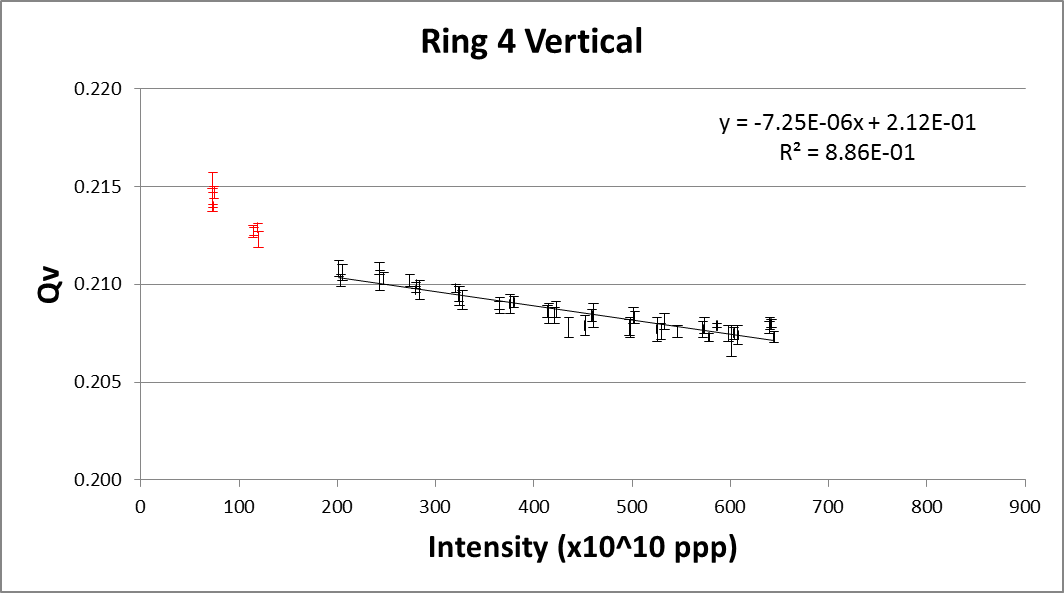 Ring 4 Vertical
0.220
y = -7.25E-06x + 2.12E-01
R² = 8.86E-01
0.215
0.210
Qv
0.205
0.200
0 100 200 300 400 500 600 700 800 900
Intensity (x10^10 ppp)